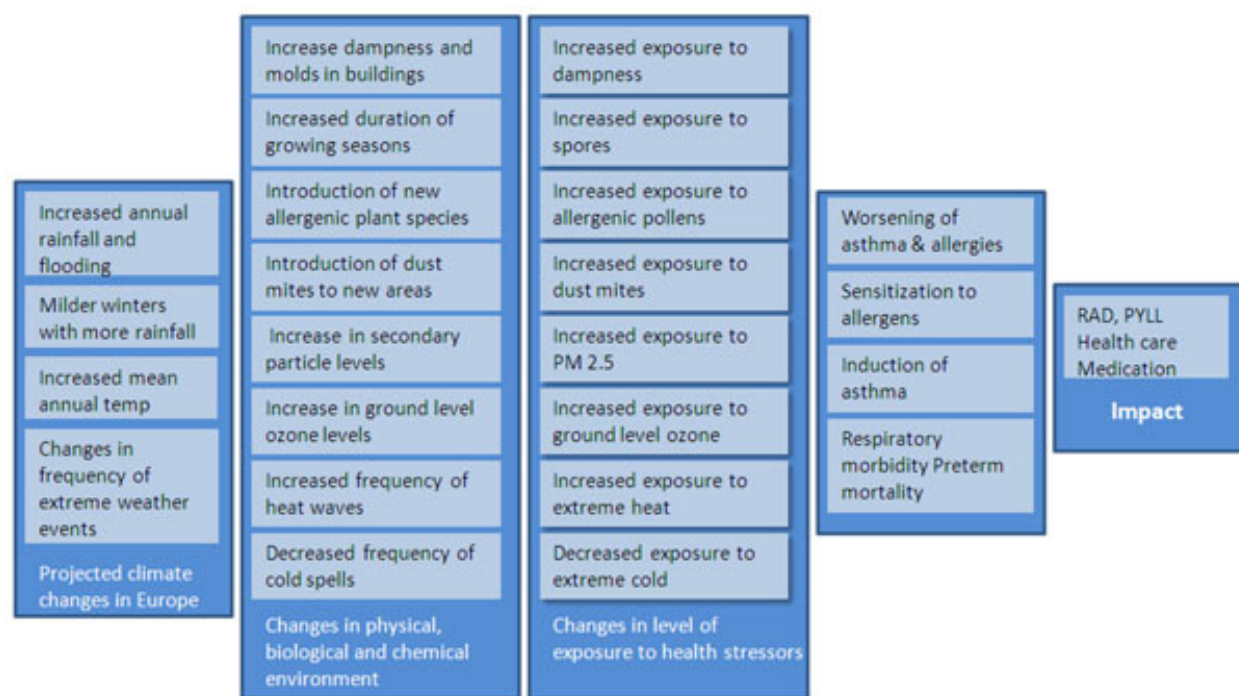 Increased annual
rainfall and
flooding
Milder winters
with more rainfall
Increased mean
annual temp
Changes in
frequency of
extreme weather
events
Projected climate
changes in Europe
Increase dampness and
molds in buildings
Increased duration of
growing seasons
Introduction of new
allergenic plant species
Introduction of dust
mites to new areas
Increase in secondary
particle levels
Increase in ground level
ozone levels
Increased frequency of
heat waves
Decreased frequency of
cold spells
Changes in physical,
biological and chemical
environment
Increased exposure to
dampness
Increased exposure to
spores
Increased exposure to
allergenic pollens
Increased exposure to
dust mites
Increased exposure to
PM 2.5
Increased exposure to
ground level ozone
Increased exposure to
extreme heat
Decreased exposure to
extreme cold
Changes in level of
exposure to health stressors
Worsening of
asthma & allergies
Sensitization to
allergens
Induction of
asthma
Respiratory
morbidity Preterm
mortality
RAD, PYLL
Health care
Medication
Impact